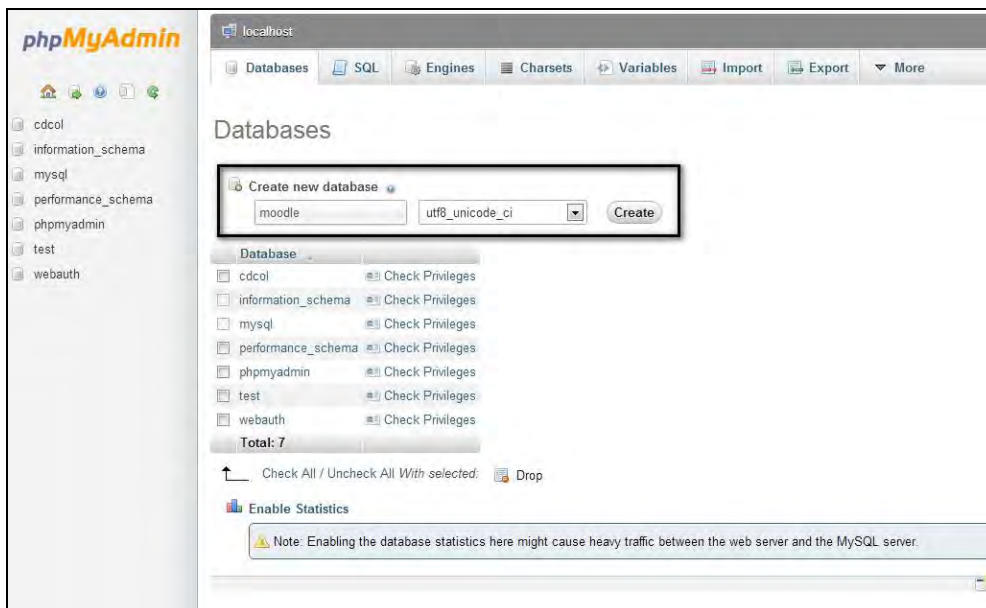 phpMyAdmin
cdcol
information_schema
mysql
performance_schema
phpmyadmin
test
webauth
localhost
Databases SQL Engines Charsets Variables Import Export More
Databases
Create new database
moodle utf8_unicode_ci Create
Database
cdcol Check Privileges
information_schema Check Privileges
mysql Check Privileges
performance_schema Check Privileges
phpmyadmin Check Privileges
test Check Privileges
webauth Check Privileges
Total: 7
Check All / Uncheck All With selected: Drop
Enable Statistics
Note: Enabling the database statistics here might cause heavy traffic between the web server and the MySQL server.